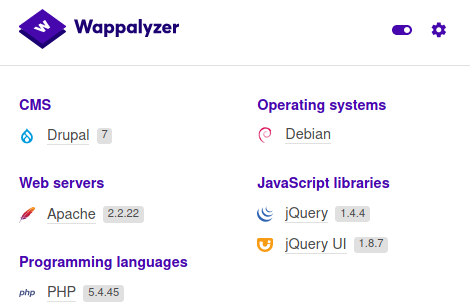 W Wappalyzer
CMS
Drupal 7
Operating systems
Debian
Web servers
Apache 2.2.22
JavaScript libraries
jQuery 1.4.4
jQuery UI 1.8.7
Programming languages
php PHP 5.4.45